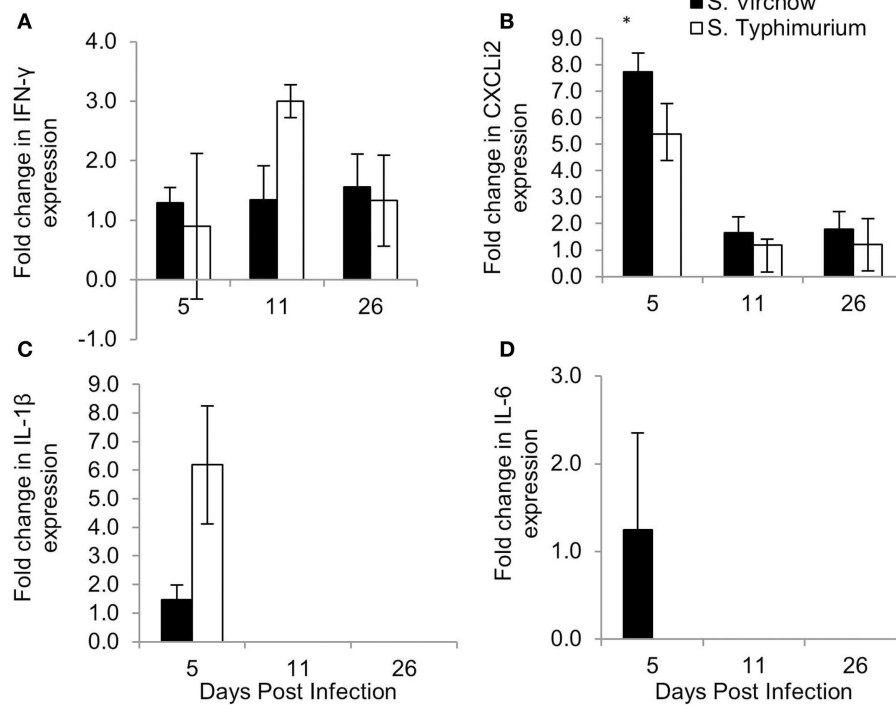 A
4.0
3.0
2.0
1.0
0.0
-1.0
Fold change in IFN-γ
expression
5 11 26
B
*
S. Virchow
S. Typhimurium
9.0
8.0
7.0
6.0
5.0
4.0
3.0
2.0
1.0
0.0
Fold change in CXCLi2
expression
5 11 26
C
9.0
8.0
7.0
6.0
5.0
4.0
3.0
2.0
1.0
0.0
Fold change in IL-1β
expression
5 11 26
Days Post Infection
D
3.0
2.0
1.0
0.0
Fold change in IL-6
expression
5 11 26
Days Post Infection